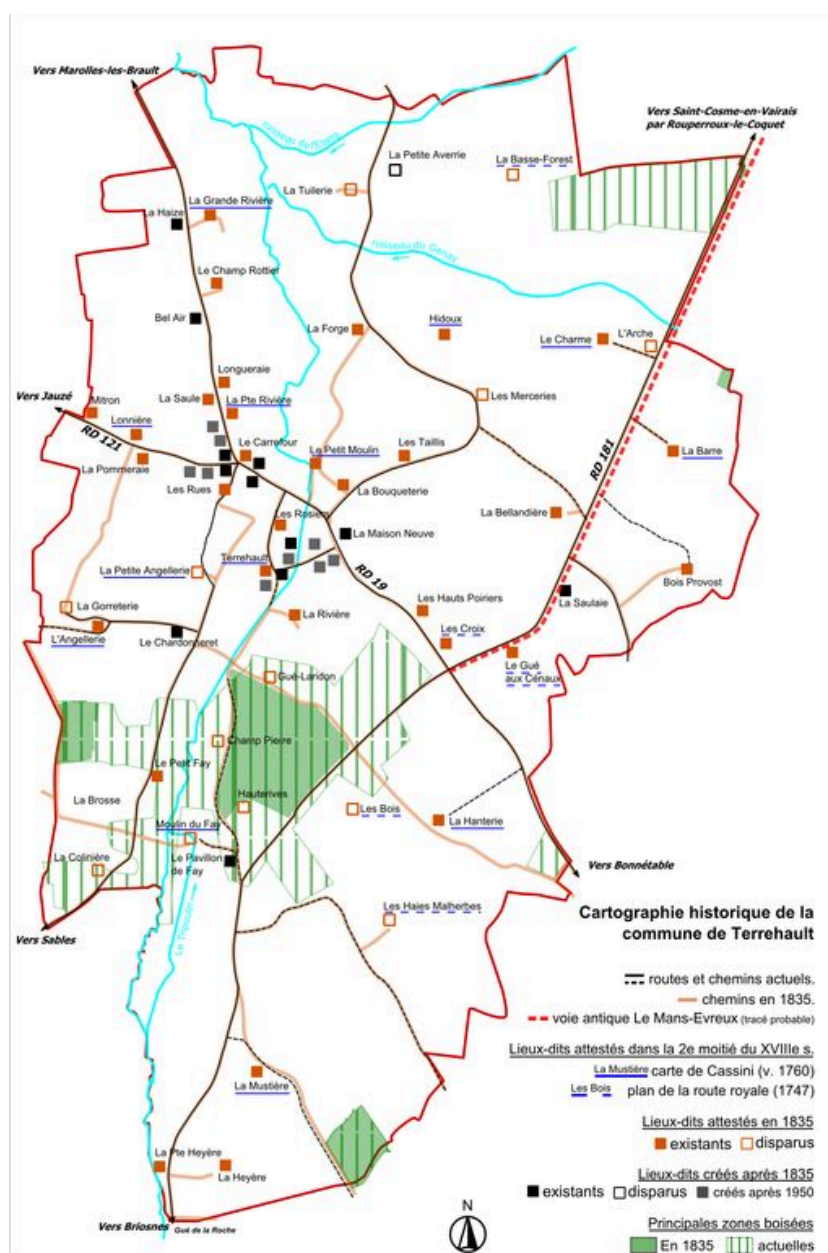 Vers Marolles-les-Brault
Vers Saint-Cosme-en-Vairais
par Rouperroux-le-Coquet
ruisseau de l'Etang
La Petite Averrie
La Basse-Forest
La Tuilerie
La Grande Rivière
La Haize
ruisseau du Genay
Le Champ Rottier
Bel Air
La Forge
Hidoux
Le Charme
L'Arche
Longueraie
La Saule
La Pte Rivière
Les Merceries
Vers Jauzé
Mitron
Lonnière
RD 121
La Pommeraie
Le Carrefour
Le Petit Moulin
Les Taillis
RD 181
La Barre
Les Rues
La Bouqueterie
Les Rosiers
La Maison Neuve
La Bellandière
La Petite Angellerie
Terrehault
RD 19
Bois Provost
La Gorreterie
La Rivière
Les Hauts Poiriers
La Saulaie
L'Angellerie
Le Chardonneret
Les Croix
Le Gué
aux Cénaux
Gué-Laridon
Champ Pierre
Le Petit Fay
La Brosse
Hauterives
Les Bois
La Hanterie
Moulin du Fay
La Colinière
Le Pavillon
de Fay
Vers Bonnétable
Vers Sables
Les Haies Malherbes
Le Tripoulin
La Mustière
La Pte Heyère
La Heyère
Vers Briosnes
Gué de la Roche
N
Cartographie historique de la
commune de Terrehault
routes et chemins actuels.
chemins en 1835.
voie antique Le Mans-Evreux (tracé probable)
Lieux-dits attestés dans la 2e moitié du XVIIIe s.
La Mustière carte de Cassini (v. 1760)
Les Bois plan de la route royale (1747)
Lieux-dits attestés en 1835
existants disparus
Lieux-dits créés après 1835
existants disparus créés après 1950
Principales zones boisées
En 1835 actuelles